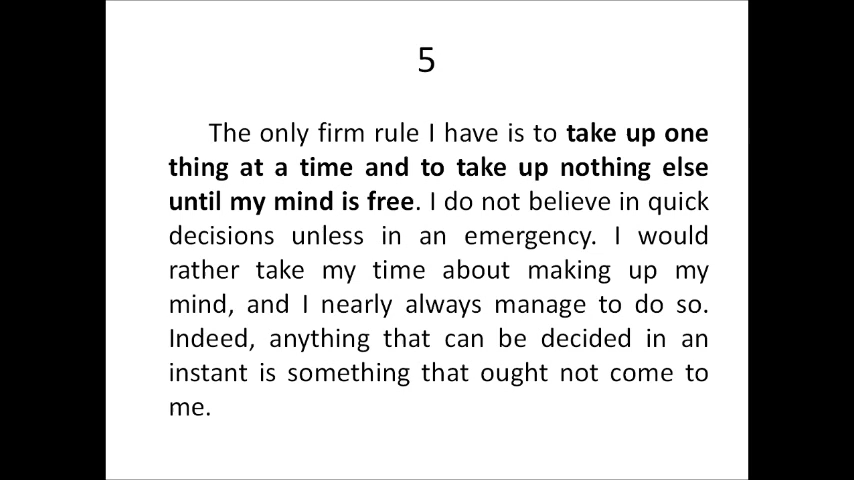 5
The only firm rule I have is to take up one
thing at a time and to take up nothing else
until my mind is free. I do not believe in quick
decisions unless in an emergency. I would
rather take my time about making up my
mind, and I nearly always manage to do so.
Indeed, anything that can be decided in an
instant is something that ought not come to
me.